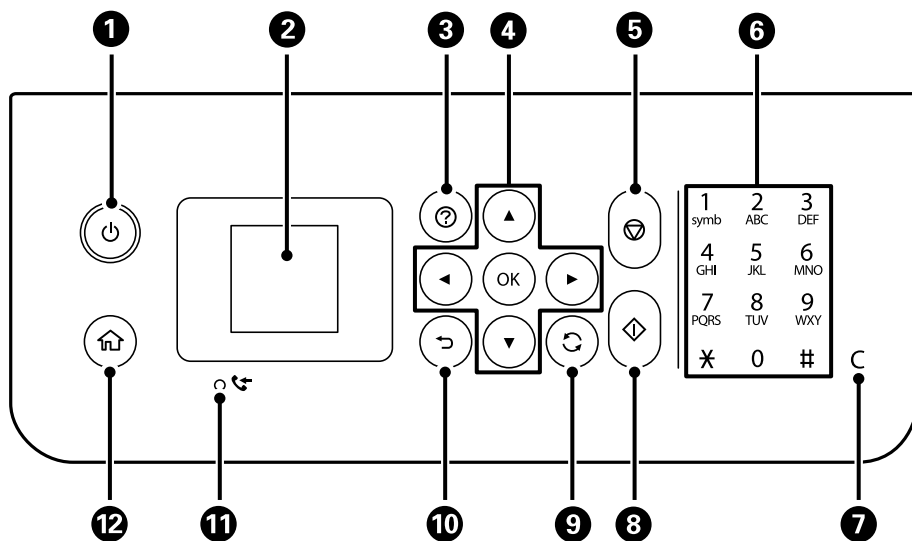 1 2 3 4 5 6
1 2 3
symb ABC DEF
OK
4 5 6
GHI JKL MNO
7 8 9
PQRS TUV WXY
* 0 #
C
12 11 10 9 8 7